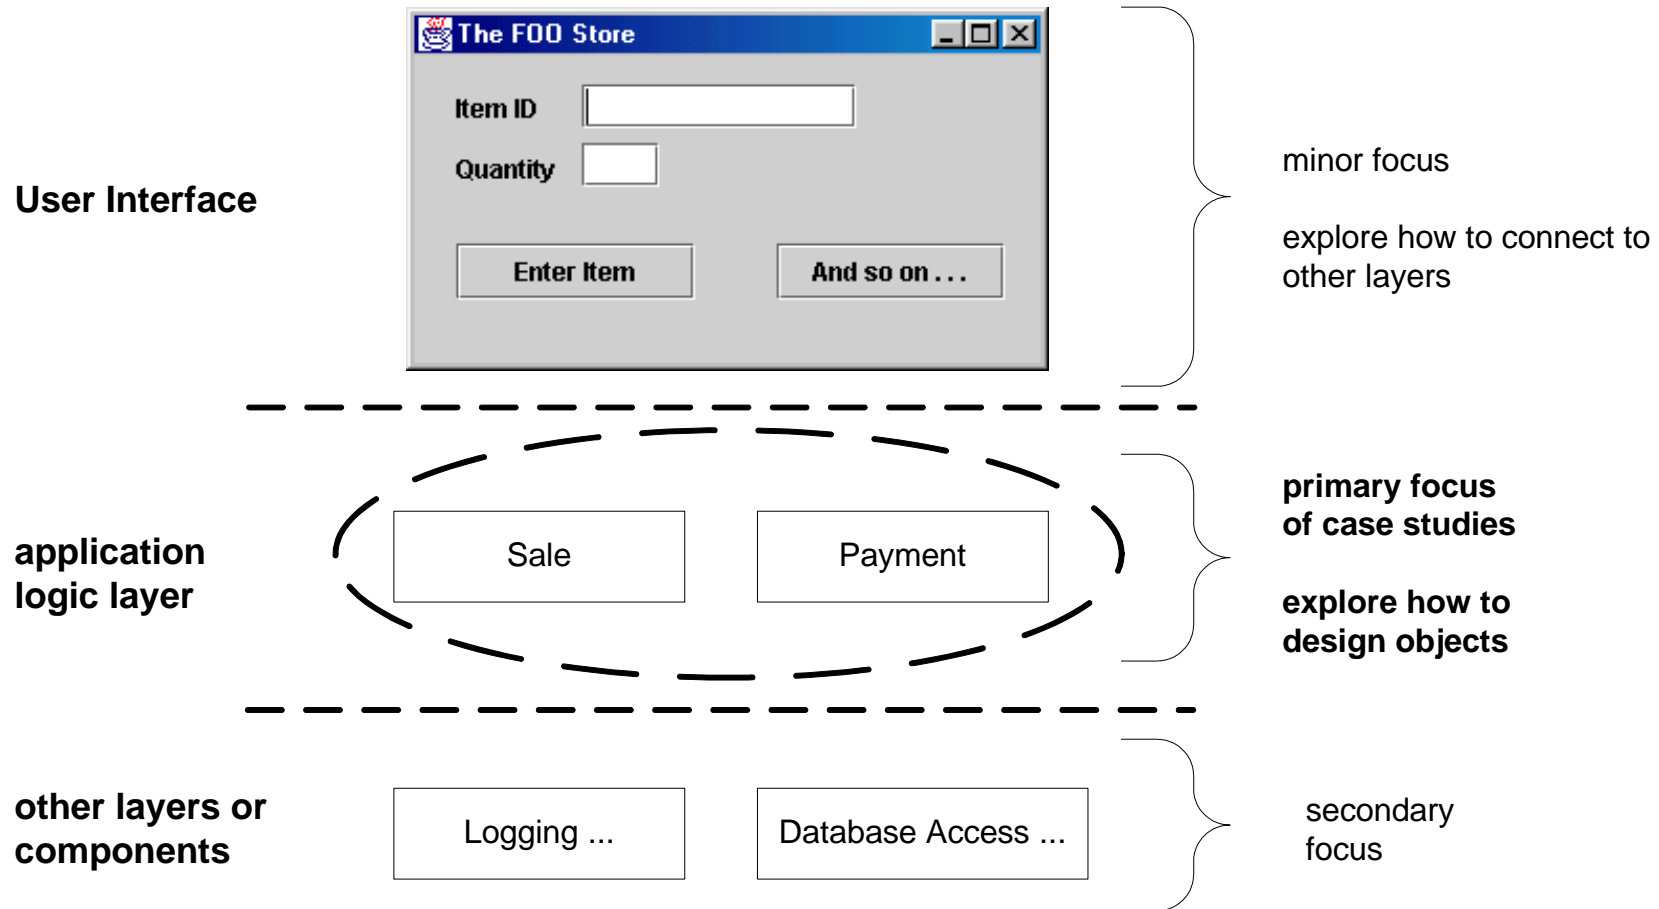 The FOO Store
Item ID
Quantity
Enter Item
And so on . . .
User Interface
minor focus
explore how to connect to
other layers
application
logic layer
Sale
Payment
primary focus
of case studies
explore how to
design objects
other layers or
components
Logging ...
Database Access ...
secondary
focus